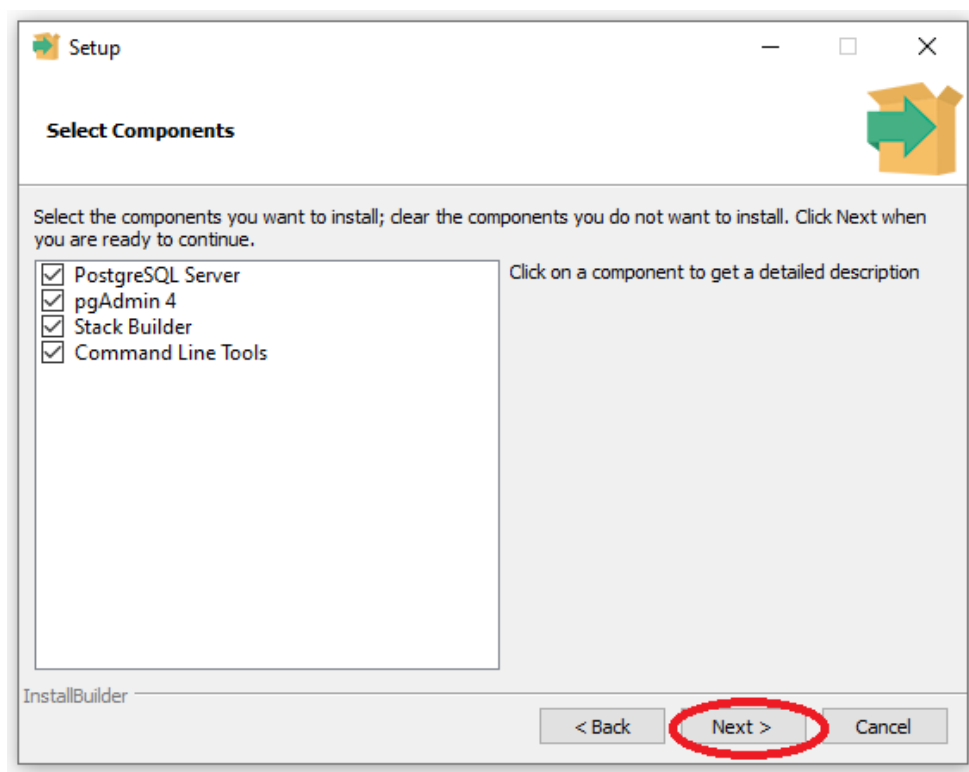 Setup
Select Components
Select the components you want to install; clear the components you do not want to install. Click Next when
you are ready to continue.
PostgreSQL Server
pgAdmin 4
Stack Builder
Command Line Tools
Click on a component to get a detailed description
InstallBuilder
< Back
Next >
Cancel